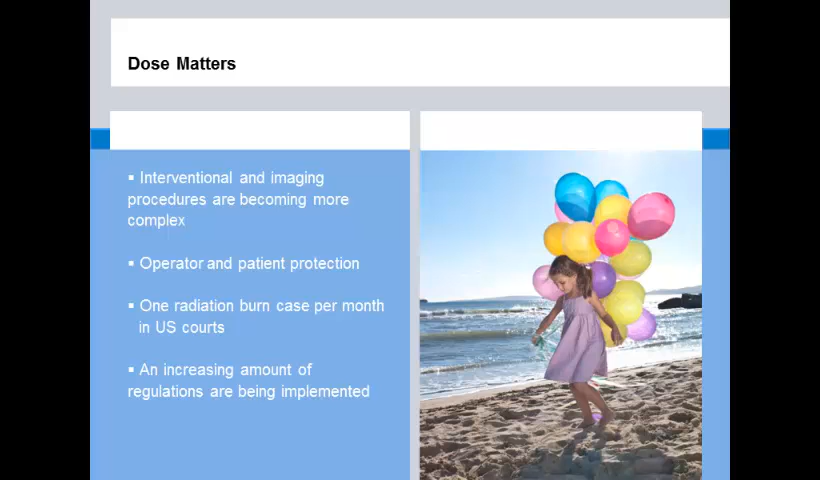 Dose Matters
▪ Interventional and imaging
procedures are becoming more
complex
▪ Operator and patient protection
▪ One radiation burn case per month
in US courts
▪ An increasing amount of
regulations are being implemented